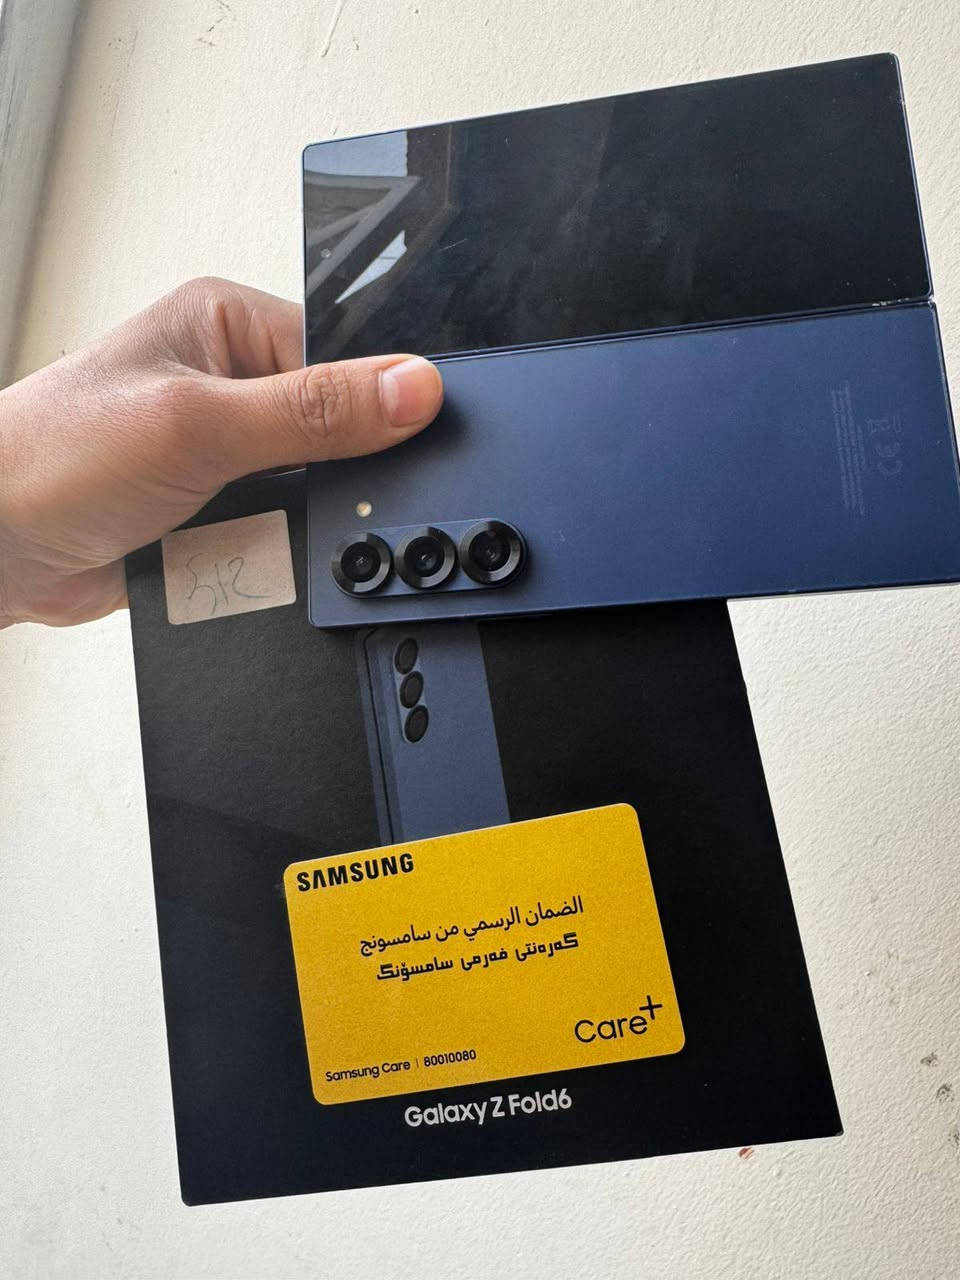 512
SAMSUNG
الضمان الرسمي من سامسونج
گەرەنتی فەرمی سامسۆنگ
Care+
Samsung Care | 80010080
Galaxy Z Fold6